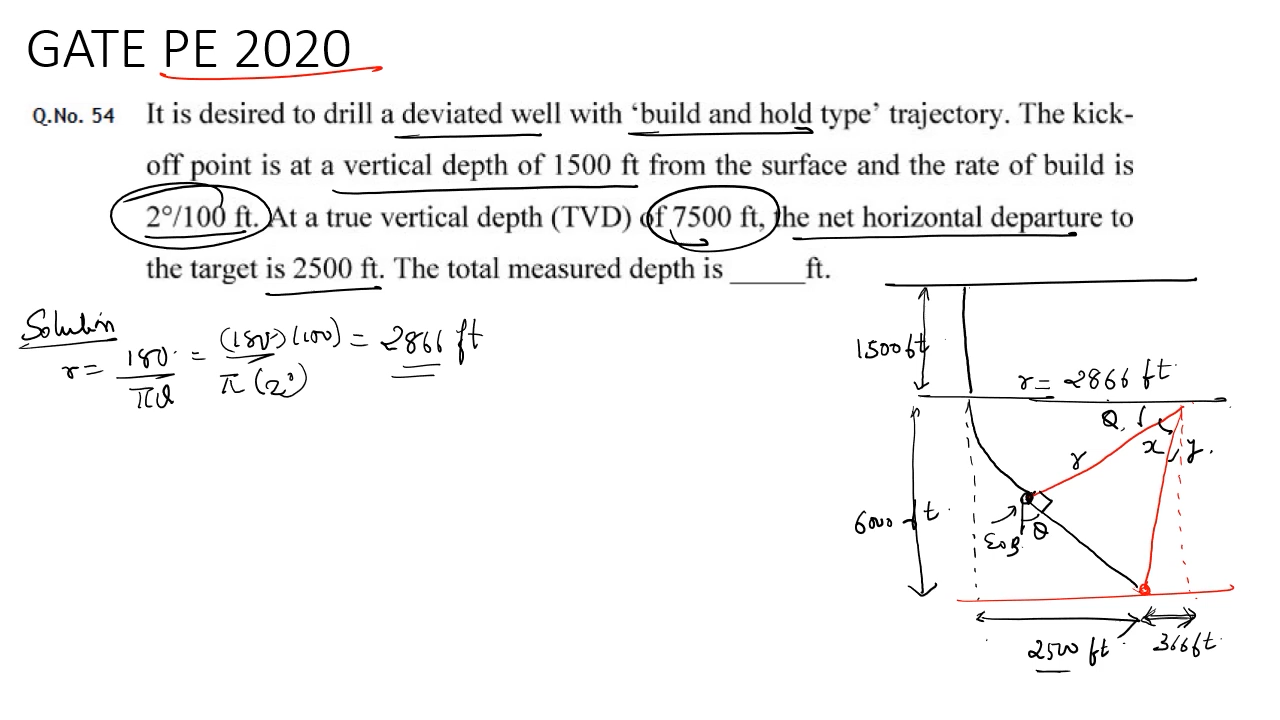 GATE PE 2020
Q.No. 54 It is desired to drill a deviated well with ‘build and hold type’ trajectory. The kick-
off point is at a vertical depth of 1500 ft from the surface and the rate of build is
2°/100 ft. At a true vertical depth (TVD) of 7500 ft, the net horizontal departure to
the target is 2500 ft. The total measured depth is _____ft.
Solution
r = 180 / πθ = (180°)(100) / π (2°) = 2866 ft
1500 ft
r = 2866 ft
θ,
x, y.
r
6000 ft
EOB θ
2500 ft 366 ft